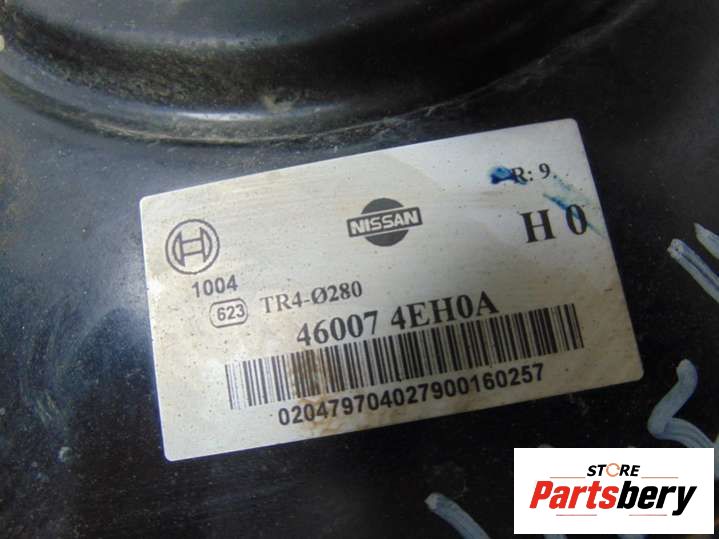 R: 9
NISSAN
H 0
1004
623
TR4-Ø280
46007 4EH0A
020479704027900160257
STORE
Partsbery